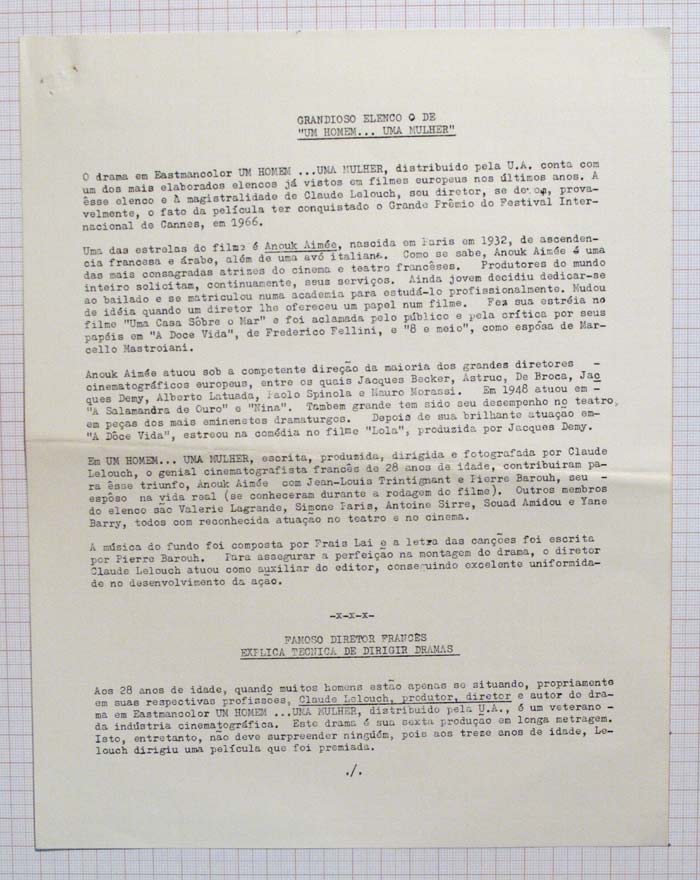 GRANDIOSO ELENCO O DE
"UM HOMEM... UMA MULHER"
O drama em Eastmancolor UM HOMEM ...UMA MULHER, distribuido pela U.A. conta com
um dos mais elaborados elencos já vistos em filmes europeus nos últimos anos. A
êsse elenco e à magistralidade de Claude Lelouch, seu diretor, se deve, prova-
velmente, o fato da película ter conquistado o Grande Prêmio do Festival Inter-
nacional de Cannes, em 1966.
Uma das estrelas do filme é Anouk Aimée, nascida em Paris em 1932, de ascenden-
cia francesa e árabe, além de uma avó italiana. Como se sabe, Anouk Aimée é uma
das mais consagradas atrizes do cinema e teatro francêses. Produtores do mundo
inteiro solicitam, continuamente, seus serviços. Ainda jovem decidiu dedicar-se
ao bailado e se matriculou numa academia para estudá-lo profissionalmente. Mudou
de idéia quando um diretor lhe ofereceu um papel num filme. Fez sua estréia no
filme "Uma Casa Sôbre o Mar" e foi aclamada pelo público e pela crítica por seus
papéis em "A Doce Vida", de Frederico Fellini, e "8 e meio", como espôsa de Mar-
cello Mastroiani.
Anouk Aimée atuou sob a competente direção da maioria dos grandes diretores -
cinematográficos europeus, entre os quais Jacques Becker, Astruc, De Broca, Jac
ques Demy, Alberto Latuada, Paolo Spinola e Mauro Morassi. Em 1948 atuou em -
"A Salamandra de Ouro" e "Nina". Tambem grande tem sido seu desempenho no teatro,
em peças dos mais eminenetos dramaturgos. Depois de sua brilhante atuação em-
"A Dôce Vida", estreou na comédia no filme "Lola", produzida por Jacques Demy.
Em UM HOMEM... UMA MULHER, escrita, produzida, dirigida e fotografada por Claude
Lelouch, o genial cinematografista francês de 28 anos de idade, contribuiram pa-
ra êsse triunfo, Anouk Aimée com Jean-Louis Trintignant e Pierre Barouh, seu -
espôso na vida real (se conheceram durante a rodagem do filme). Outros membros
do elenco são Valerie Lagrande, Simone Paris, Antoine Sirre, Souad Amidou e Yane
Barry, todos com reconhecida atuação no teatro e no cinema.
A música do fundo foi composta por Frais Lai e a letra das canções foi escrita
por Pierre Barouh. Para assegurar a perfeição na montagem do drama, o diretor
Claude Lelouch atuou como auxiliar do editor, conseguindo excelente uniformida-
de no desenvolvimento da ação.
-x-x-x-
FAMOSO DIRETOR FRANCÊS
EXPLICA TECNICA DE DIRIGIR DRAMAS
Aos 28 anos de idade, quando muitos homens estão apenas se situando, propriamente
em suas respectivas profissoes, Claude Lelouch, produtor, diretor e autor do dra-
ma em Eastmancolor UM HOMEM ...UMA MULHER, distribuido pela U.A., é um veterano -
da indústria cinematográfica. Este drama é sua sexta produção em longa metragem.
Isto, entretanto, não deve surpreender ninguém, pois aos treze anos de idade, Le-
louch dirigiu uma película que foi premiada.
./.